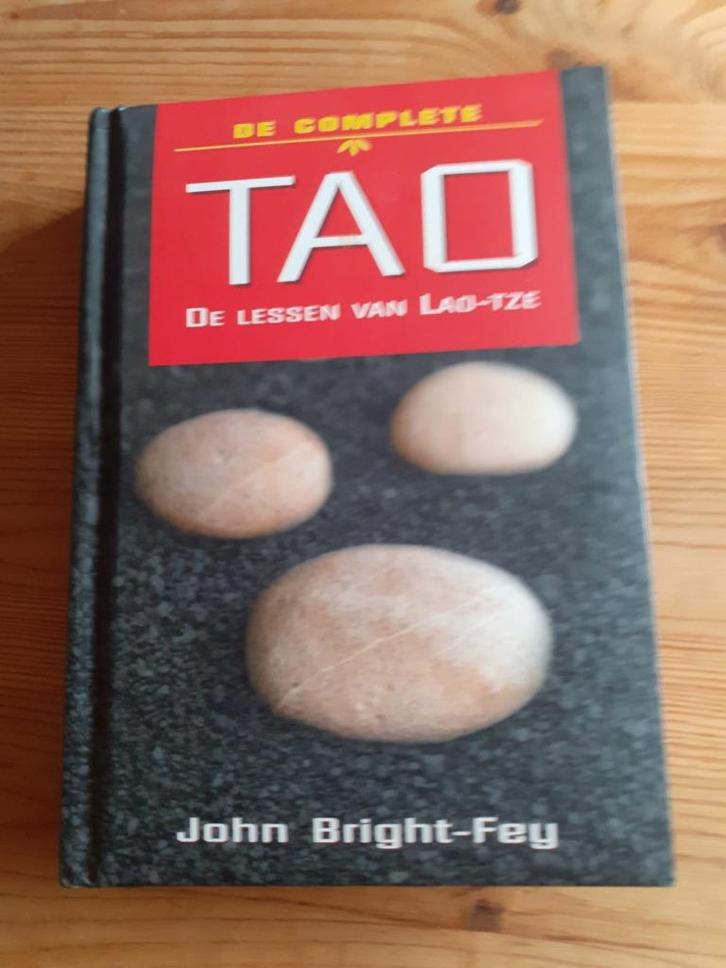 DE COMPLETE
TAO
DE LESSEN VAN LAO-TZE
John Bright-Fey